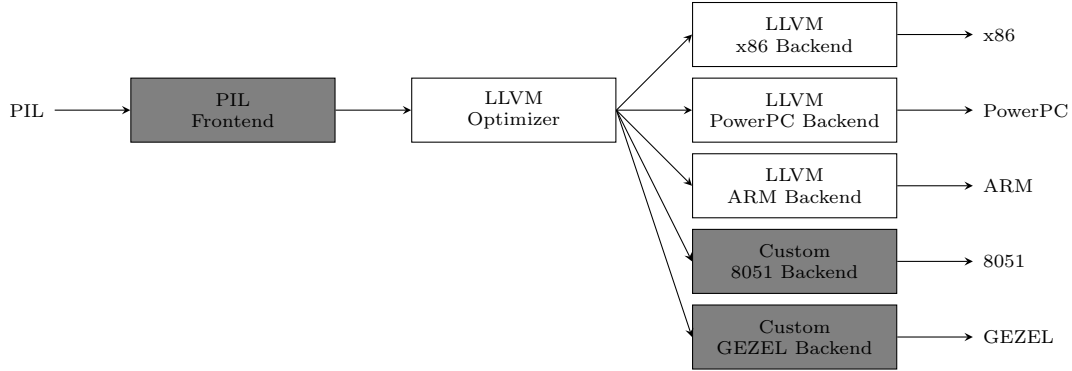 PIL
PIL
Frontend
LLVM
Optimizer
LLVM
x86 Backend
x86
LLVM
PowerPC Backend
PowerPC
LLVM
ARM Backend
ARM
Custom
8051 Backend
8051
Custom
GEZEL Backend
GEZEL